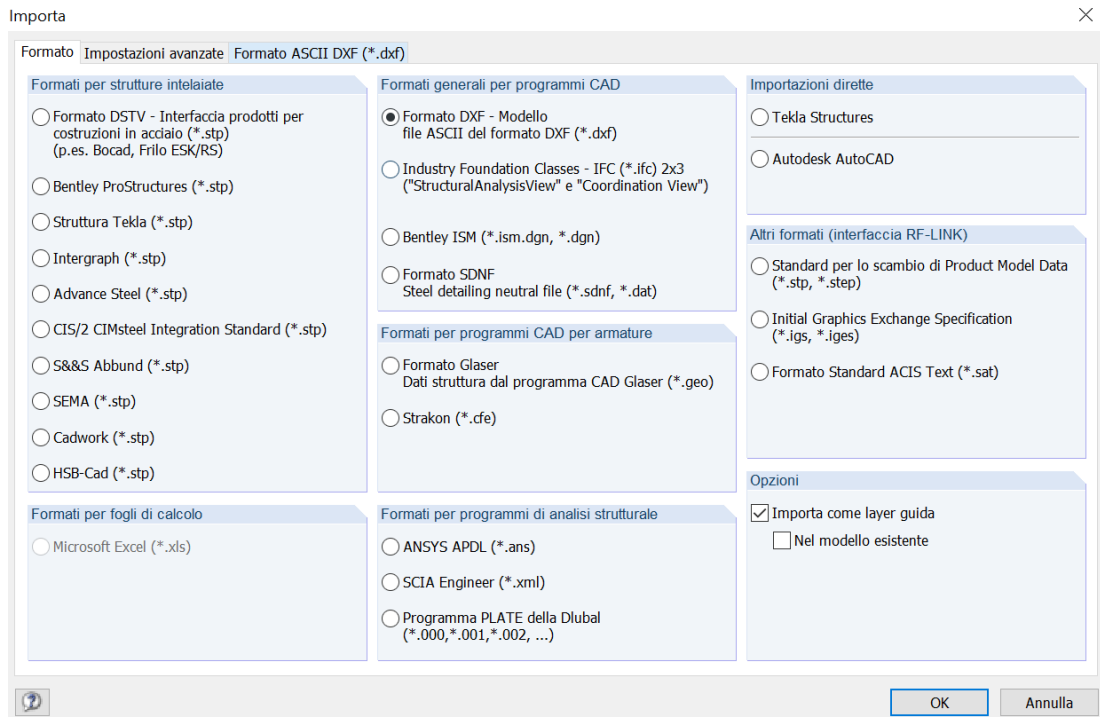 Importa
Formato
Impostazioni avanzate
Formato ASCII DXF (*.dxf)
Formati per strutture intelaiate
Formato DSTV - Interfaccia prodotti per
costruzioni in acciaio (*.stp)
(p.es. Bocad, Frilo ESK/RS)
Bentley ProStructures (*.stp)
Struttura Tekla (*.stp)
Intergraph (*.stp)
Advance Steel (*.stp)
CIS/2 CIMsteel Integration Standard (*.stp)
S&&S Abbund (*.stp)
SEMA (*.stp)
Cadwork (*.stp)
HSB-Cad (*.stp)
Formati per fogli di calcolo
Microsoft Excel (*.xls)
Formati generali per programmi CAD
Formato DXF - Modello
file ASCII del formato DXF (*.dxf)
Industry Foundation Classes - IFC (*.ifc) 2x3
("StructuralAnalysisView" e "Coordination View")
Bentley ISM (*.ism.dgn, *.dgn)
Formato SDNF
Steel detailing neutral file (*.sdnf, *.dat)
Formati per programmi CAD per armature
Formato Glaser
Dati struttura dal programma CAD Glaser (*.geo)
Strakon (*.cfe)
Formati per programmi di analisi strutturale
ANSYS APDL (*.ans)
SCIA Engineer (*.xml)
Programma PLATE della Dlubal
(*.000,*.001,*.002, ...)
Importazioni dirette
Tekla Structures
Autodesk AutoCAD
Altri formati (interfaccia RF-LINK)
Standard per lo scambio di Product Model Data
(*.stp, *.step)
Initial Graphics Exchange Specification
(*.igs, *.iges)
Formato Standard ACIS Text (*.sat)
Opzioni
Importa come layer guida
Nel modello esistente
OK
Annulla